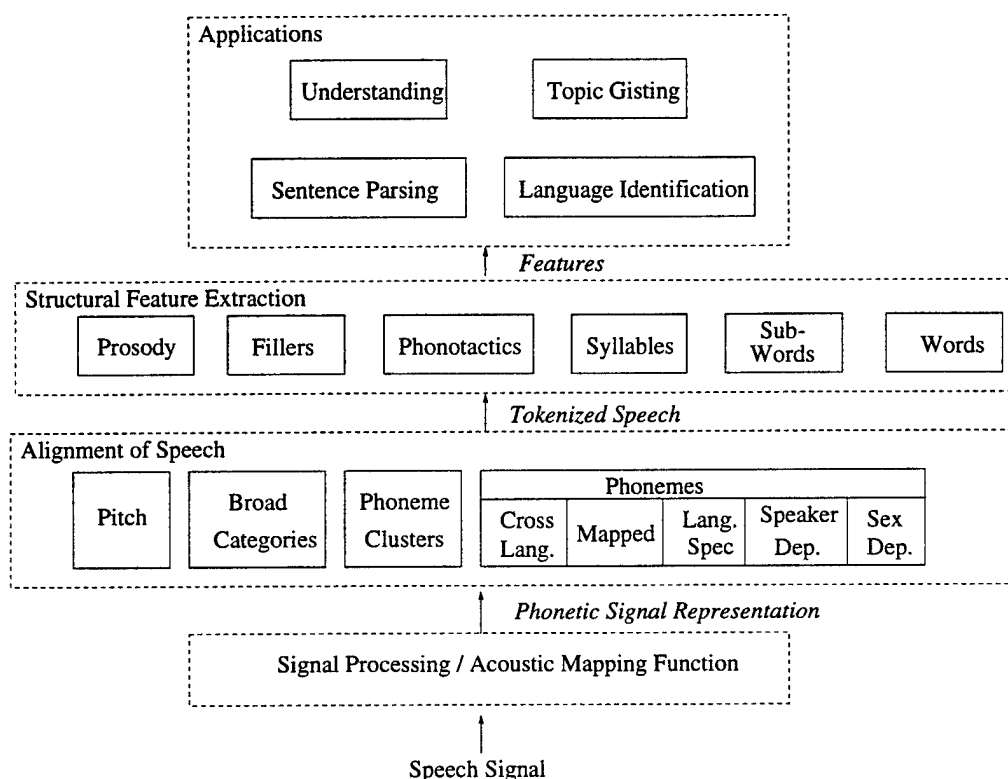 Applications
Understanding
Topic Gisting
Sentence Parsing
Language Identification
Features
Structural Feature Extraction
Prosody
Fillers
Phonotactics
Syllables
Sub-
Words
Words
Tokenized Speech
Alignment of Speech
Pitch
Broad
Categories
Phoneme
Clusters
Phonemes
Cross
Lang.
Mapped
Lang.
Spec
Speaker
Dep.
Sex
Dep.
Phonetic Signal Representation
Signal Processing / Acoustic Mapping Function
Speech Signal